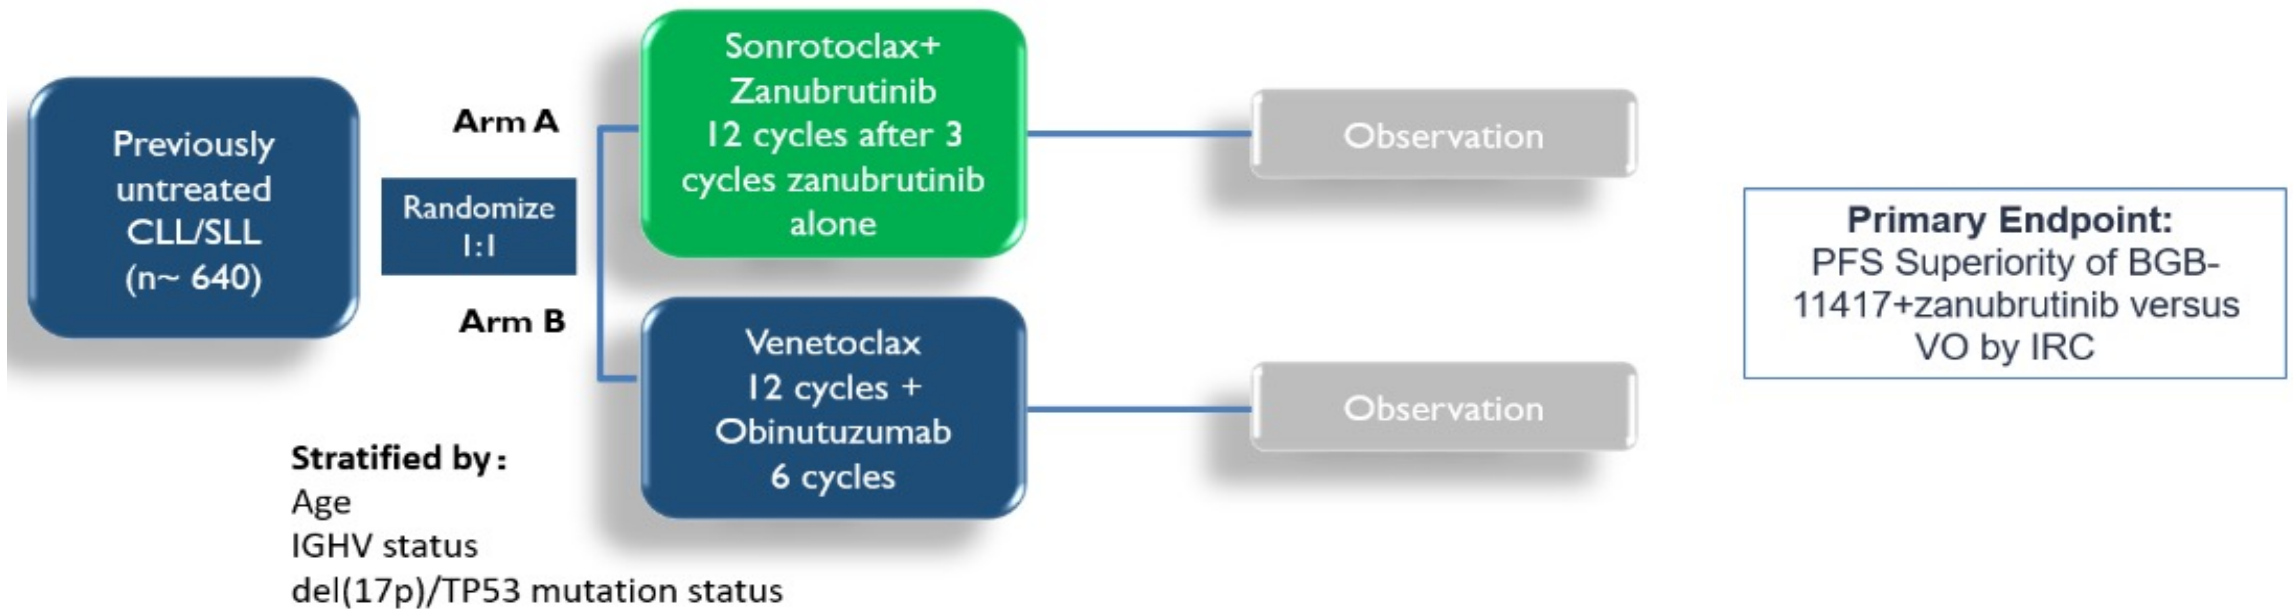 Previously
untreated
CLL/SLL
(n~ 640)
Arm A
Randomize
1:1
Arm B
Stratified by:
Age
IGHV status
del(17p)/TP53 mutation status
Sonrotoclax+
Zanubrutinib
12 cycles after 3
cycles zanubrutinib
alone
Venetoclax
12 cycles +
Obinutuzumab
6 cycles
Observation
Observation
Primary Endpoint:
PFS Superiority of BGB-
11417+zanubrutinib versus
VO by IRC